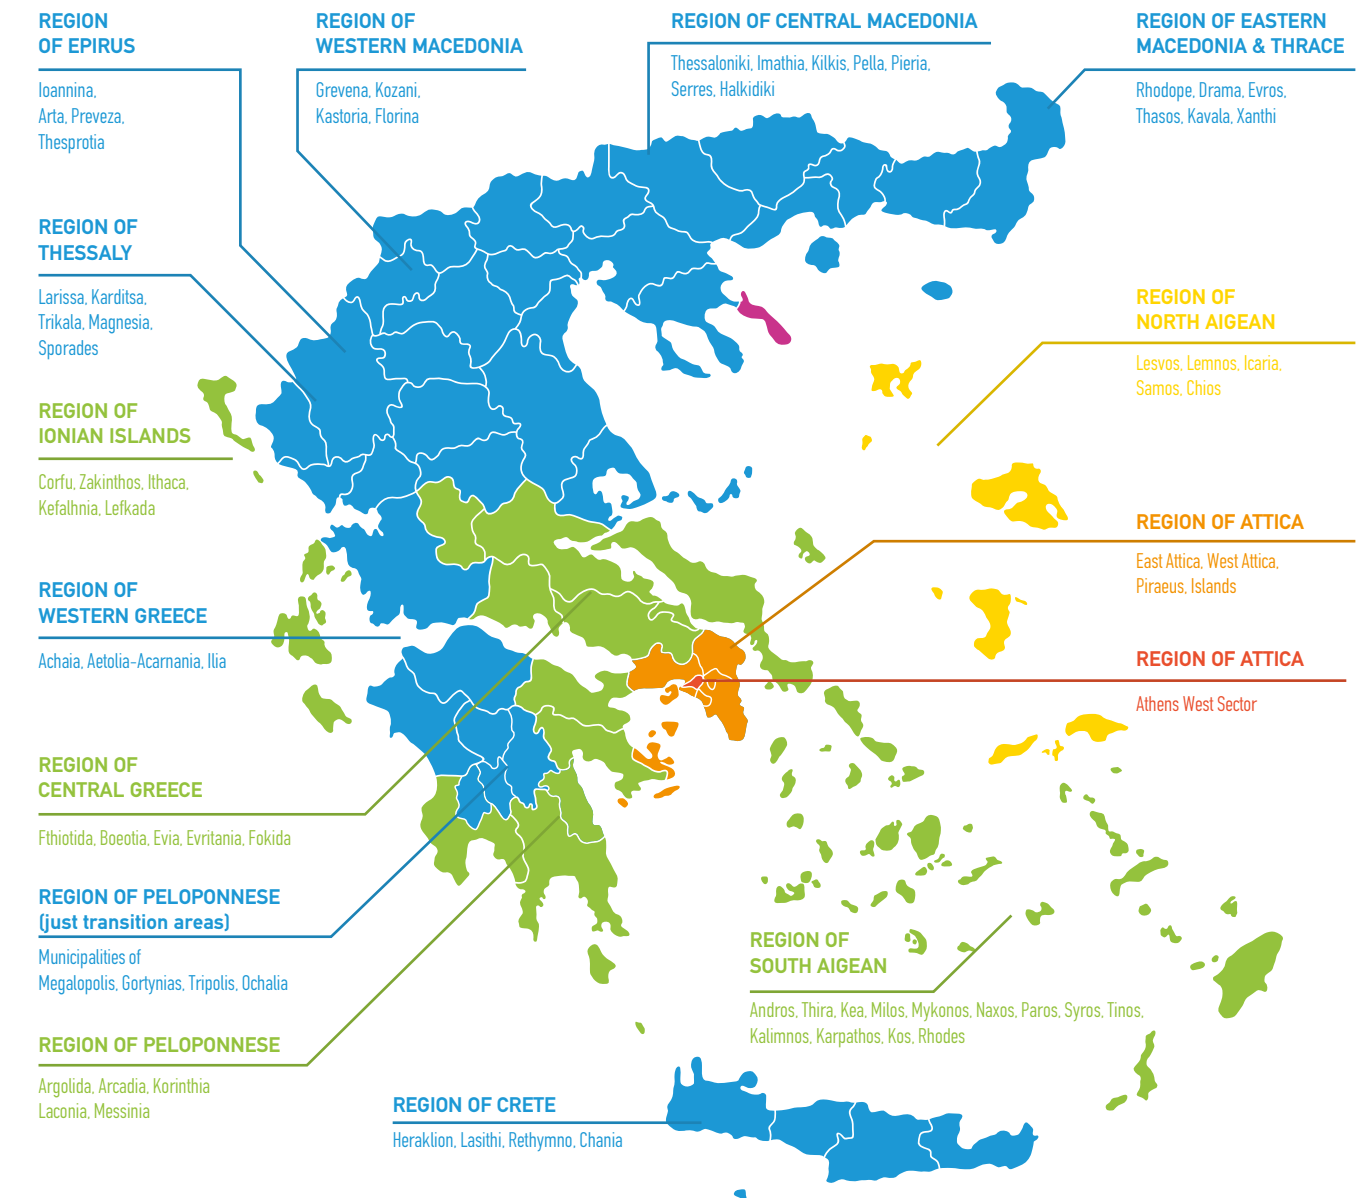 REGION
OF EPIRUS
Ioannina,
Arta, Preveza,
Thesprotia
REGION OF
WESTERN MACEDONIA
Grevena, Kozani,
Kastoria, Florina
REGION OF CENTRAL MACEDONIA
Thessaloniki, Imathia, Kilkis, Pella, Pieria,
Serres, Halkidiki
REGION OF EASTERN
MACEDONIA & THRACE
Rhodope, Drama, Evros,
Thasos, Kavala, Xanthi
REGION OF
THESSALY
Larissa, Karditsa,
Trikala, Magnesia,
Sporades
REGION OF
NORTH AIGEAN
Lesvos, Lemnos, Icaria,
Samos, Chios
REGION OF
IONIAN ISLANDS
Corfu, Zakinthos, Ithaca,
Kefalhnia, Lefkada
REGION OF ATTICA
East Attica, West Attica,
Piraeus, Islands
REGION OF
WESTERN GREECE
Achaia, Aetolia-Acarnania, Ilia
REGION OF ATTICA
Athens West Sector
REGION OF
CENTRAL GREECE
Fthiotida, Boeotia, Evia, Evritania, Fokida
REGION OF PELOPONNESE
(just transition areas)
Municipalities of
Megalopolis, Gortynias, Tripolis, Ochalia
REGION OF
SOUTH AIGEAN
Andros, Thira, Kea, Milos, Mykonos, Naxos, Paros, Syros, Tinos,
Kalimnos, Karpathos, Kos, Rhodes
REGION OF PELOPONNESE
Argolida, Arcadia, Korinthia
Laconia, Messinia
REGION OF CRETE
Heraklion, Lasithi, Rethymno, Chania